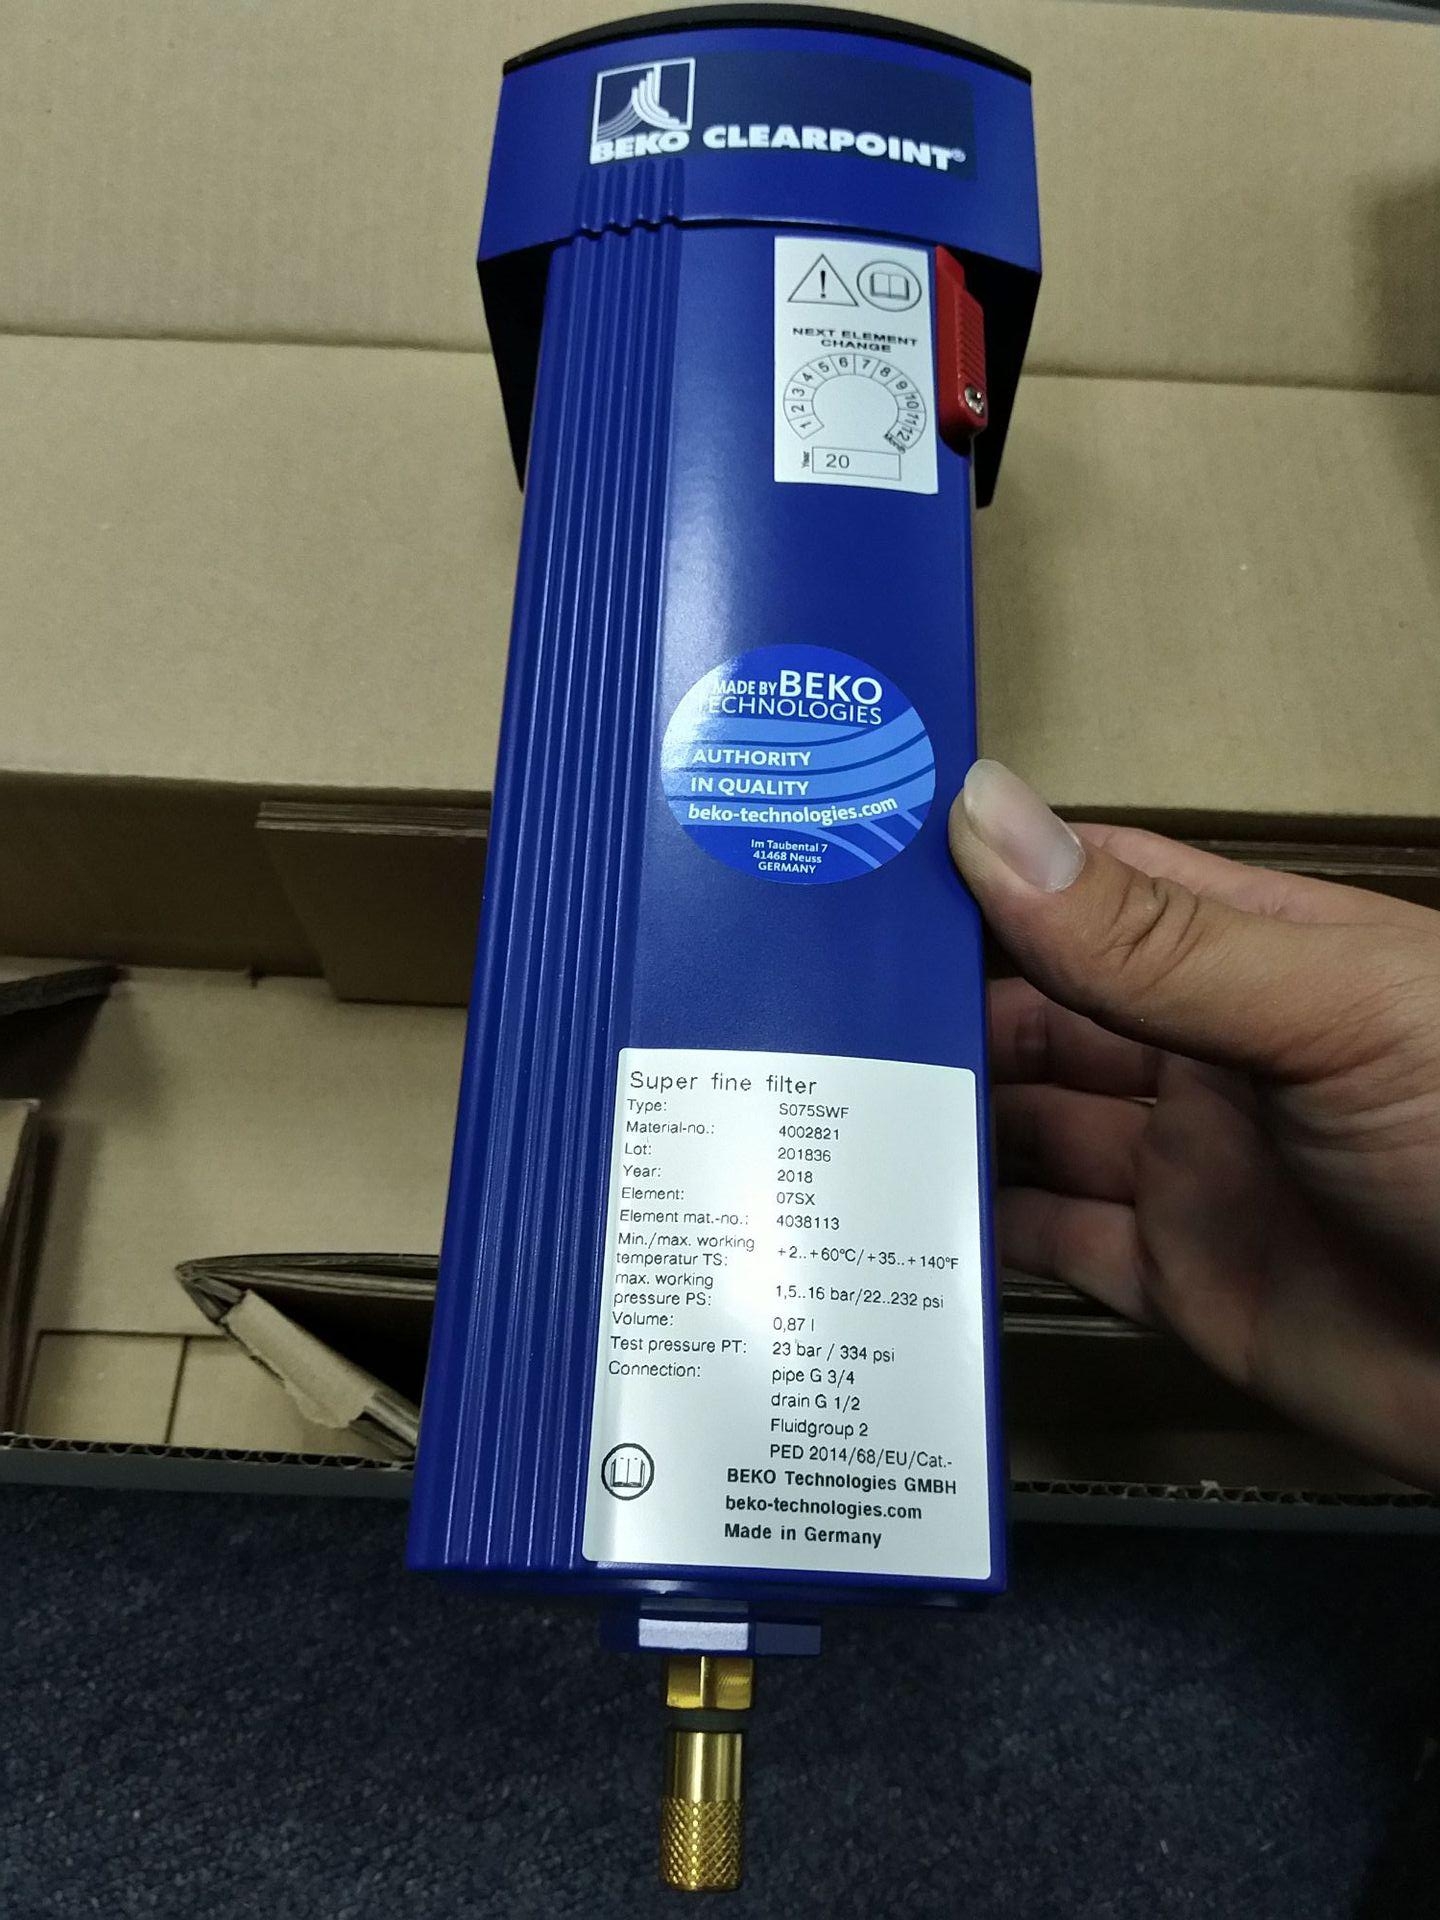 BEKO CLEARPOINT®
NEXT ELEMENT
CHANGE
1 2 3 4 5 6 7 8 9 10 11 12
Year 20
MADE BY BEKO
TECHNOLOGIES
AUTHORITY
IN QUALITY
beko-technologies.com
Im Taubental 7
41468 Neuss
GERMANY
Super fine filter
Type: S075SWF
Material-no.: 4002821
Lot: 201836
Year: 2018
Element: 07SX
Element mat.-no.: 4038113
Min./max. working
temperatur TS: +2..+60°C/+35..+140°F
max. working
pressure PS: 1,5..16 bar/22..232 psi
Volume: 0,87 l
Test pressure PT: 23 bar / 334 psi
Connection: pipe G 3/4
drain G 1/2
Fluidgroup 2
PED 2014/68/EU/Cat.-
BEKO Technologies GMBH
beko-technologies.com
Made in Germany